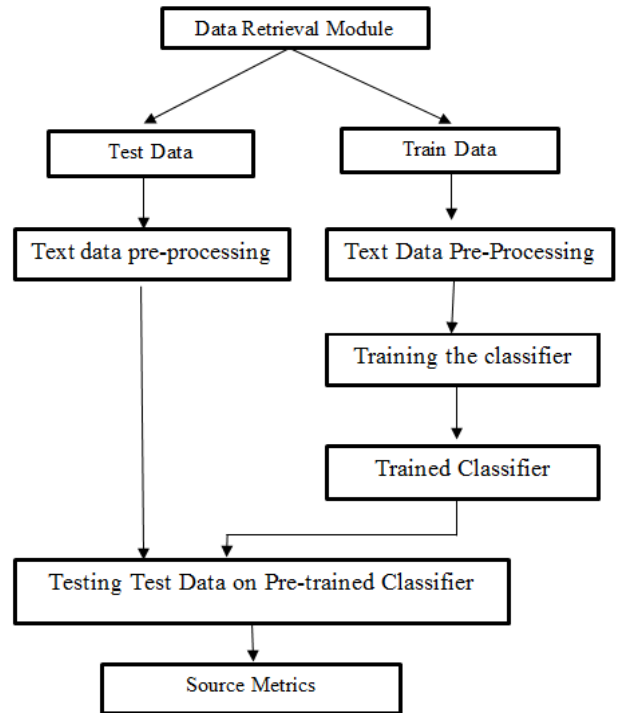 Data Retrieval Module
Test Data
Train Data
Text data pre-processing
Text Data Pre-Processing
Training the classifier
Trained Classifier
Testing Test Data on Pre-trained Classifier
Source Metrics